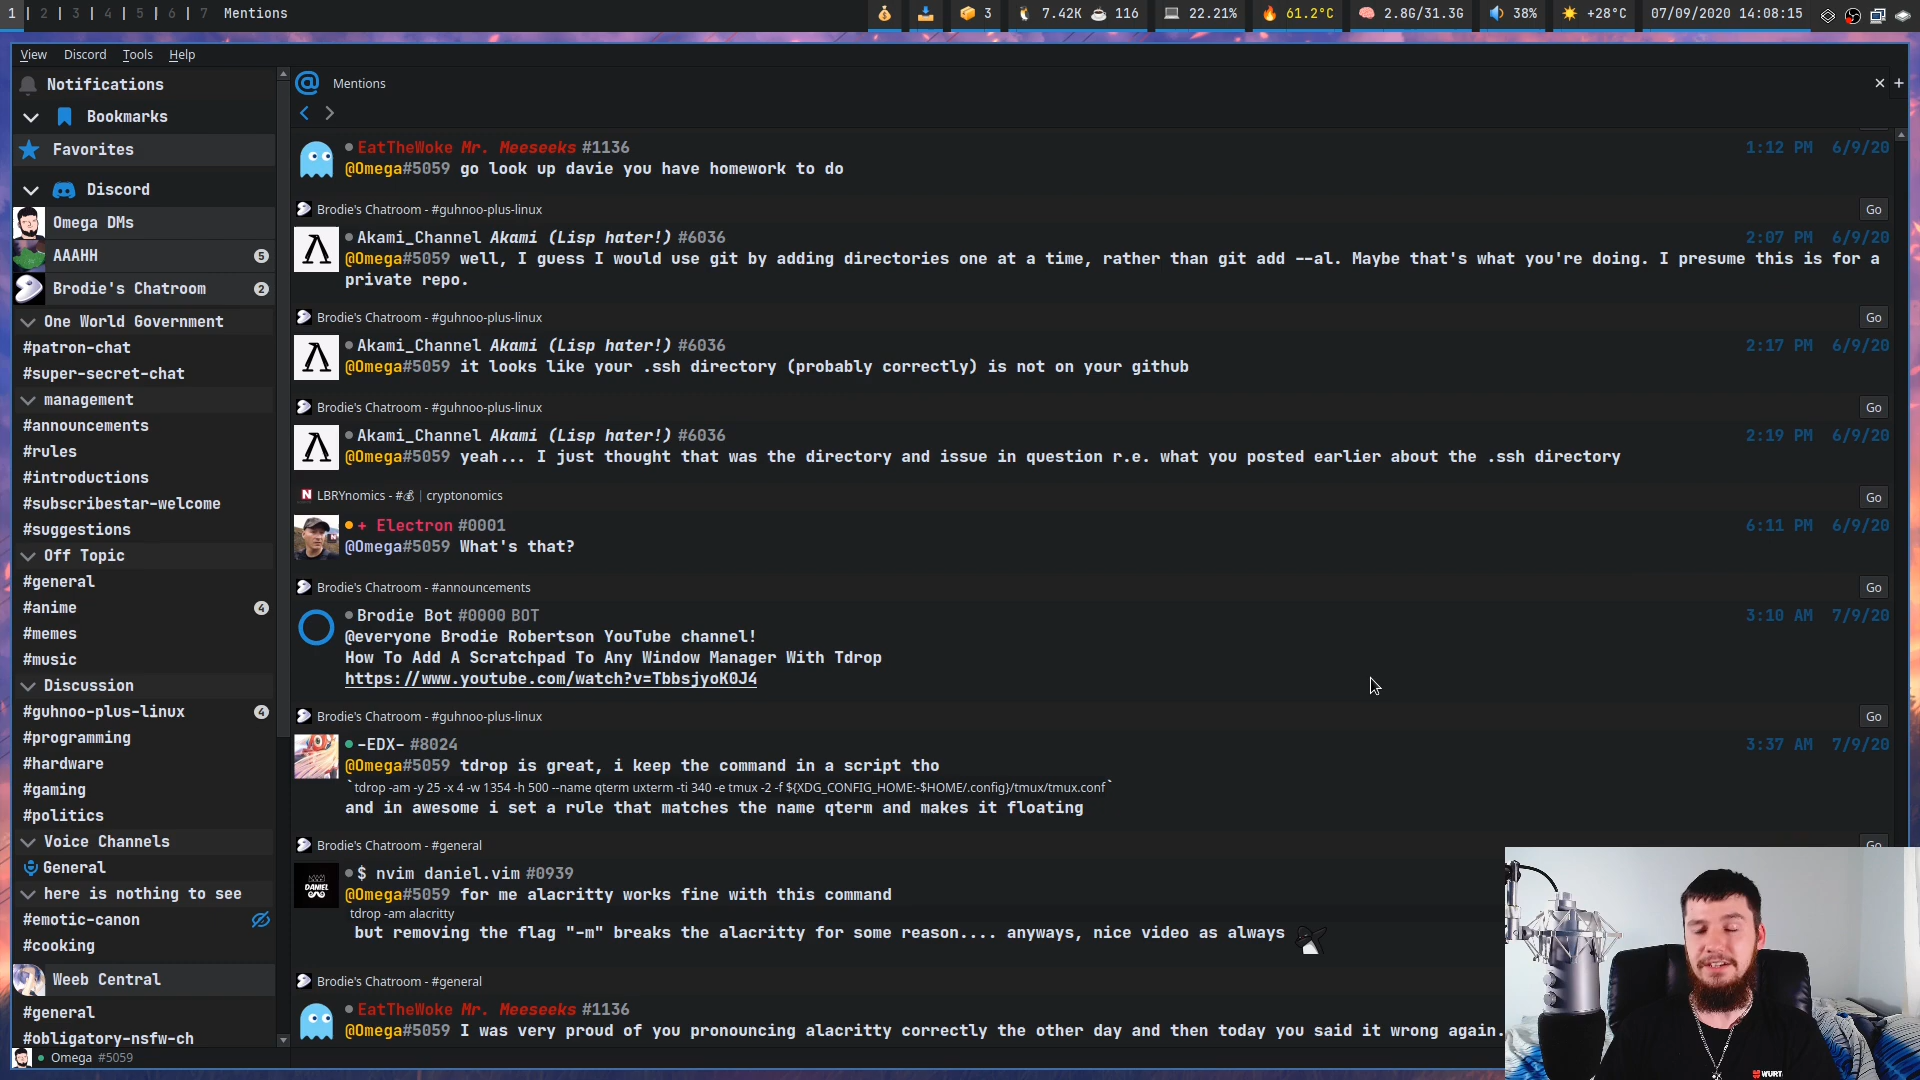 1 | 2 | 3 | 4 | 5 | 6 | 7 Mentions 3 7.42K 116 22.21% 61.2°C 2.8G/31.3G 38% +28°C 07/09/2020 14:08:15
View Discord Tools Help
Notifications
Bookmarks
Favorites
Discord
Omega DMs
AAAHH 5
Brodie's Chatroom 2
One World Government
#patron-chat
#super-secret-chat
management
#announcements
#rules
#introductions
#subscribestar-welcome
#suggestions
Off Topic
#general
#anime 4
#memes
#music
Discussion
#guhnoo-plus-linux 4
#programming
#hardware
#gaming
#politics
Voice Channels
General
here is nothing to see
#emotic-canon
#cooking
Weeb Central
#general
#obligatory-nsfw-ch
Omega #5059
@ Mentions
EatTheWoke Mr. Meeseeks #1136 1:12 PM 6/9/20
@Omega#5059 go look up davie you have homework to do
Brodie's Chatroom - #guhnoo-plus-linux Go
Akami_Channel Akami (Lisp hater!) #6036 2:07 PM 6/9/20
@Omega#5059 well, I guess I would use git by adding directories one at a time, rather than git add --al. Maybe that's what you're doing. I presume this is for a
private repo.
Brodie's Chatroom - #guhnoo-plus-linux Go
Akami_Channel Akami (Lisp hater!) #6036 2:17 PM 6/9/20
@Omega#5059 it looks like your .ssh directory (probably correctly) is not on your github
Brodie's Chatroom - #guhnoo-plus-linux Go
Akami_Channel Akami (Lisp hater!) #6036 2:19 PM 6/9/20
@Omega#5059 yeah... I just thought that was the directory and issue in question r.e. what you posted earlier about the .ssh directory
N LBRYnomics - #💰 | cryptonomics Go
+ Electron #0001 6:11 PM 6/9/20
@Omega#5059 What's that?
Brodie's Chatroom - #announcements Go
Brodie Bot #0000 BOT 3:10 AM 7/9/20
@everyone Brodie Robertson YouTube channel!
How To Add A Scratchpad To Any Window Manager With Tdrop
https://www.youtube.com/watch?v=TbbsjyoK0J4
Brodie's Chatroom - #guhnoo-plus-linux Go
-EDX- #8024 3:37 AM 7/9/20
@Omega#5059 tdrop is great, i keep the command in a script tho
`tdrop -am -y 25 -x 4 -w 1354 -h 500 --name qterm uxterm -ti 340 -e tmux -2 -f ${XDG_CONFIG_HOME:-$HOME/.config}/tmux/tmux.conf`
and in awesome i set a rule that matches the name qterm and makes it floating
Brodie's Chatroom - #general Go
DANIEL
$ nvim daniel.vim #0939
@Omega#5059 for me alacritty works fine with this command
tdrop -am alacritty
but removing the flag "-m" breaks the alacritty for some reason.... anyways, nice video as always
Brodie's Chatroom - #general
EatTheWoke Mr. Meeseeks #1136
@Omega#5059 I was very proud of you pronouncing alacritty correctly the other day and then today you said it wrong again.
WURT